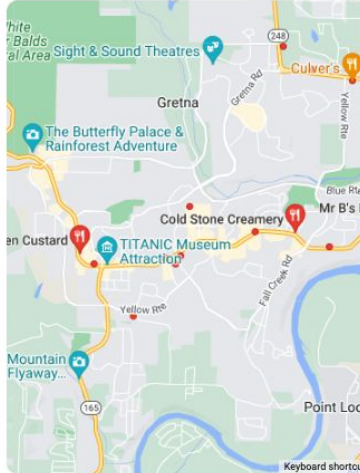 White
r Balds
al Area
Sight & Sound Theatres
248
Culver's
Gretna
Gretna Rd
Yellow Rte
The Butterfly Palace &
Rainforest Adventure
Blue Rte
Cold Stone Creamery
Mr B's
en Custard
TITANIC Museum
Attraction
Fall Creek Rd
Yellow Rte
Mountain
Flyaway...
165
Point Loo
Keyboard shortcu